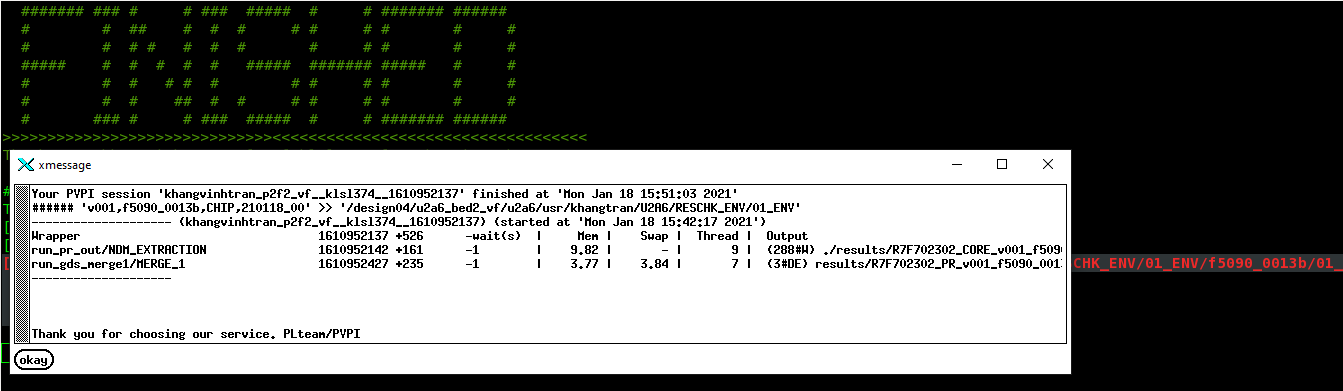 ####### ### #     # ###  #####  #     # ####### ######
#        #  ##    #  #  #     # #     # #       #     #
#        #  # #   #  #  #       #     # #       #     #
#####    #  #  #  #  #   #####  ####### #####   #     #
#        #  #   # #  #        # #     # #       #     #
#        #  #    ##  #  #     # #     # #       #     #
#       ### #     # ###  #####  #     # ####### ######
>>>>>>>>>>>>>>>>>>>>>>>>>>>>>>>><<<<<<<<<<<<<<<<<<<<<<<<<<<<<<<<<<<
xmessage
Your PVPI session 'khangvinhtran_p2f2_vf__klsl374__1610952137' finished at 'Mon Jan 18 15:51:03 2021'
###### 'v001,f5090_0013b,CHIP,210118_00' >> '/design04/u2a6_bed2_vf/u2a6/usr/khangtran/U2A6/RESCHK_ENV/01_ENV'
-------------------- (khangvinhtran_p2f2_vf__klsl374__1610952137) (started at 'Mon Jan 18 15:42:17 2021')
Wrapper 1610952137 +526 -wait(s) | Mem | Swap | Thread | Output
run_pr_out/NDM_EXTRACTION 1610952142 +161 -1 | 9.82 | - | 9 | (288#W) ./results/R7F702302_CORE_v001_f509
run_gds_merge1/MERGE_1 1610952427 +235 -1 | 3.77 | 3.84 | 7 | (3#DE) results/R7F702302_PR_v001_f5090_001
--------------------
CHK_ENV/01_ENV/f5090_0013b/01_
Thank you for choosing our service. PLteam/PVPI
okay